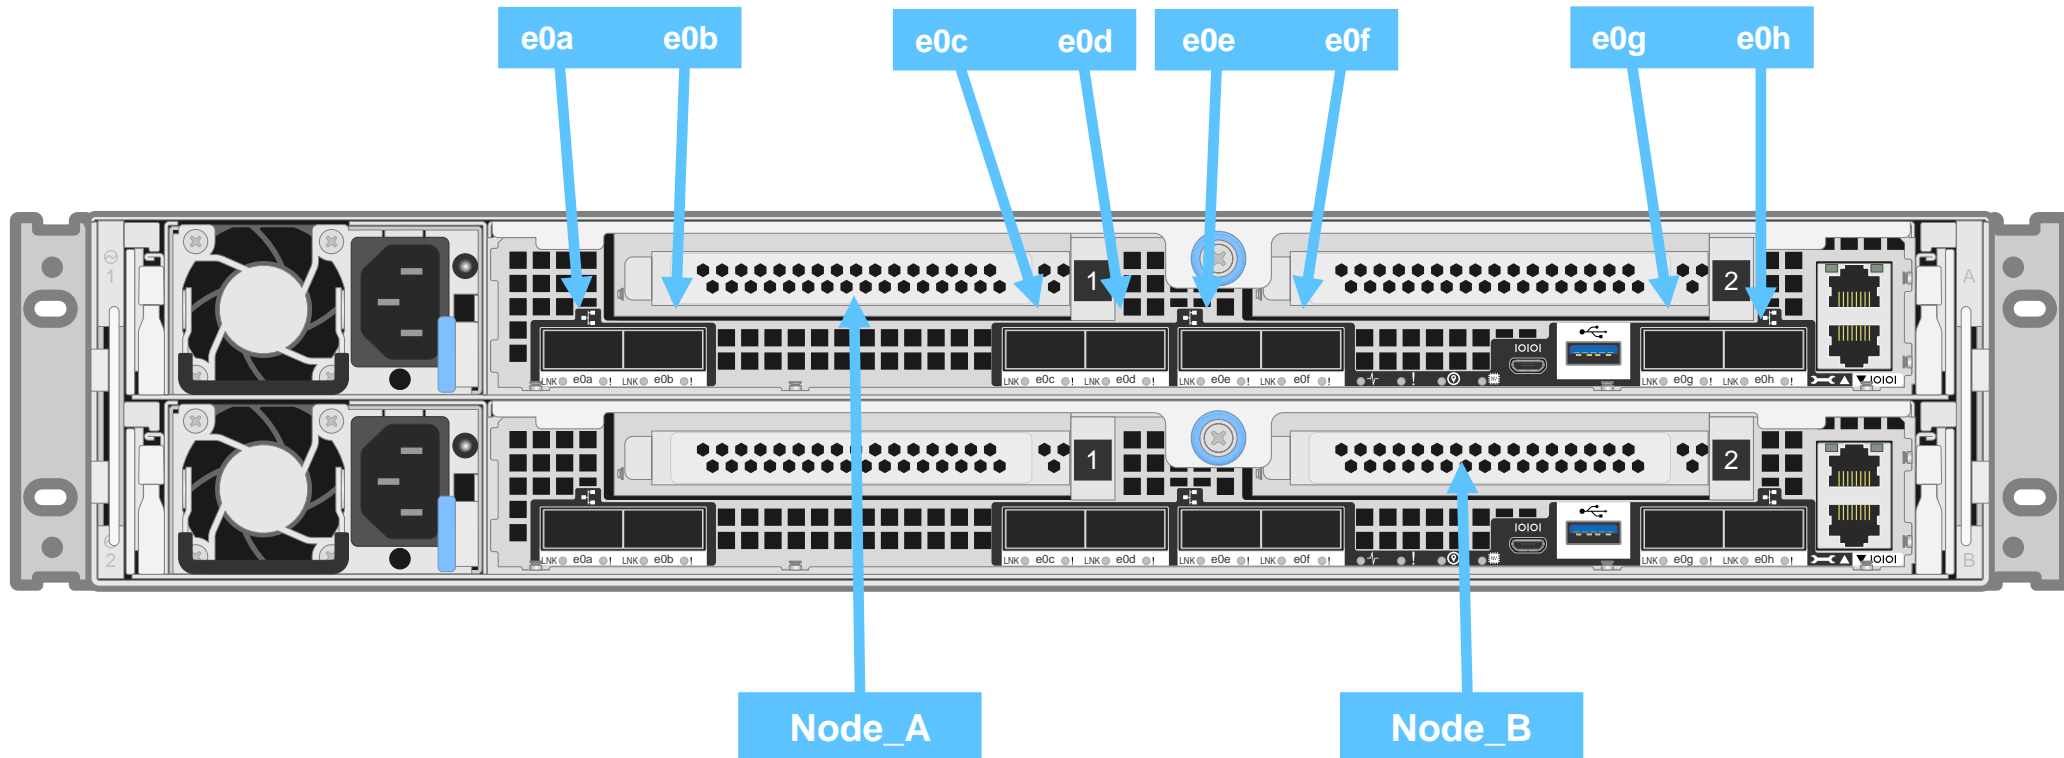 e0a e0b e0c e0d e0e e0f e0g e0h
1 A
1 2
IOIOI
LNK e0a ! LNK e0b ! LNK e0c ! LNK e0d ! LNK e0e ! LNK e0f ! ! LNK e0g ! LNK e0h ! IOIOI
1 2
IOIOI
2 LNK e0a ! LNK e0b ! LNK e0c ! LNK e0d ! LNK e0e ! LNK e0f ! ! LNK e0g ! LNK e0h ! IOIOI B
Node_A Node_B